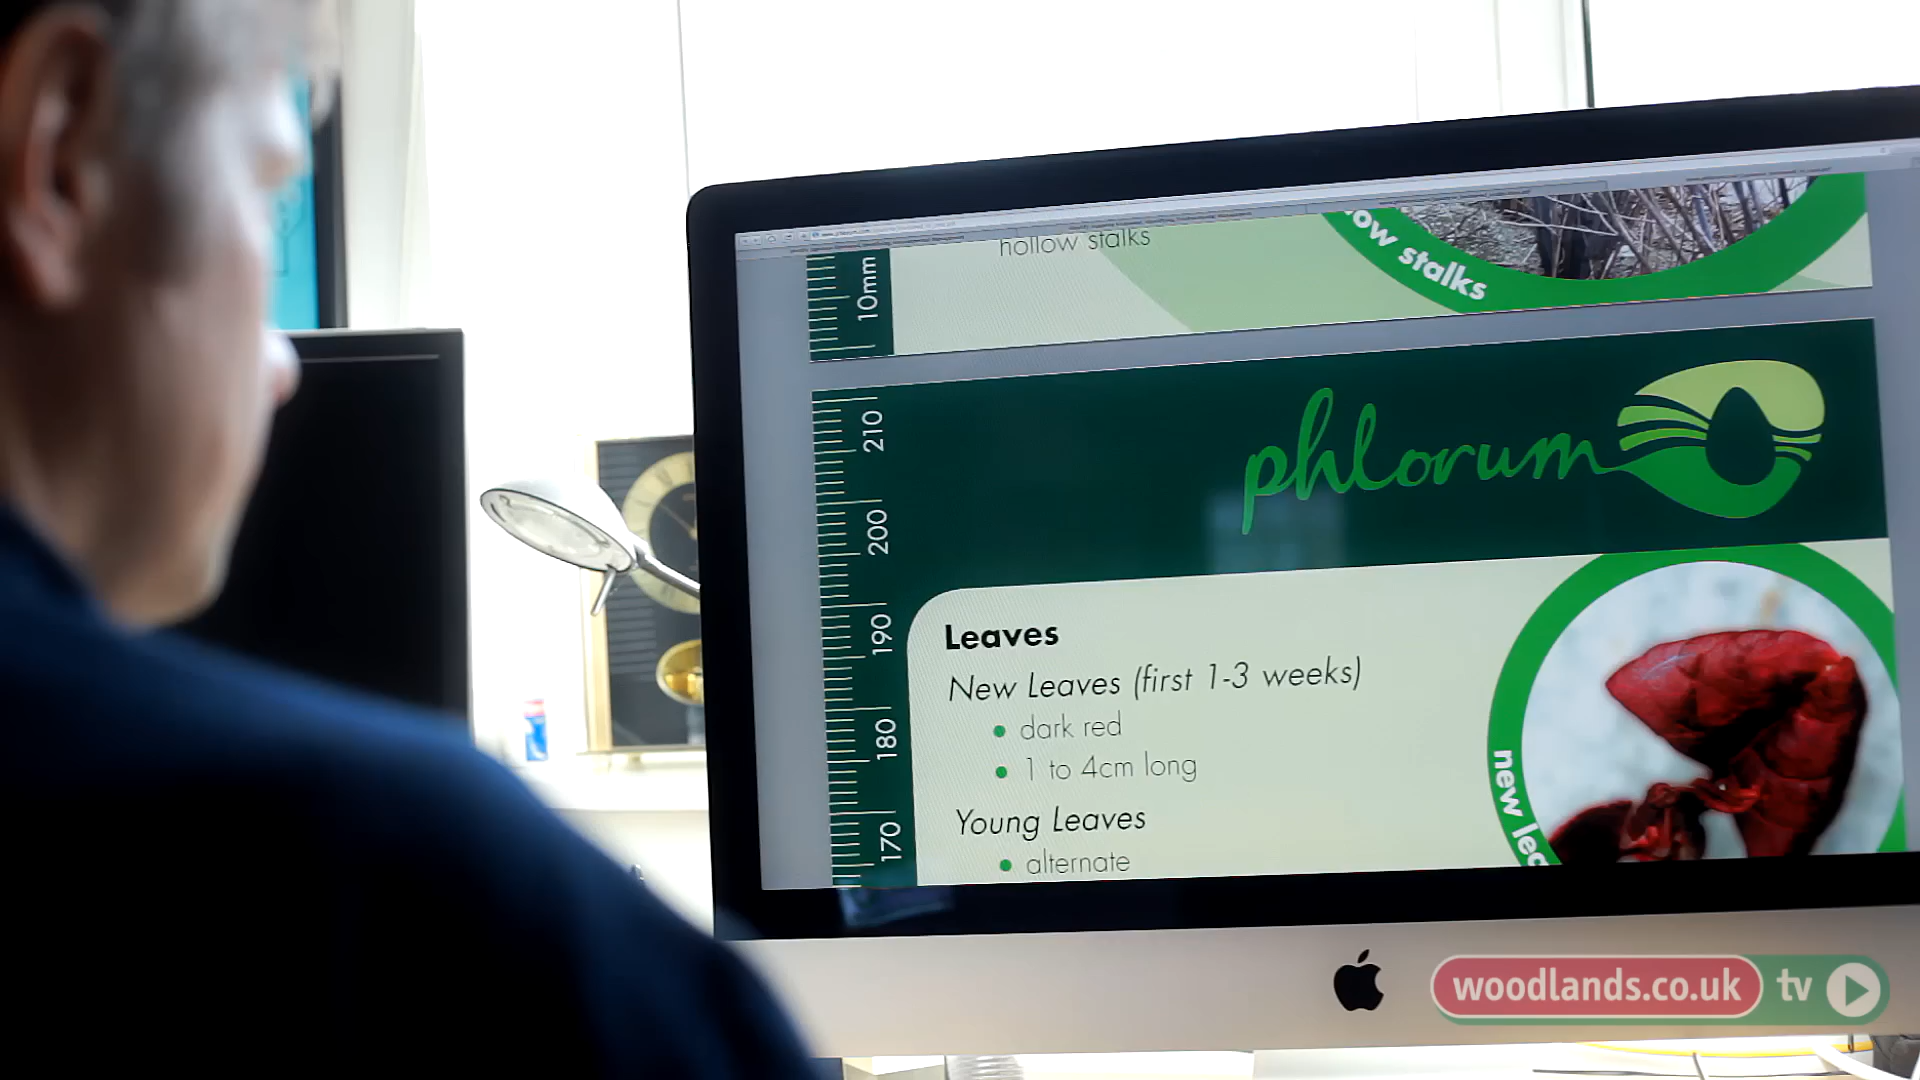 hollow stalks
ow stalks
10mm
phlorum
210
200
190
180
170
Leaves
New Leaves (first 1-3 weeks)
dark red
1 to 4cm long
Young Leaves
alternate
new lea
woodlands.co.uk tv